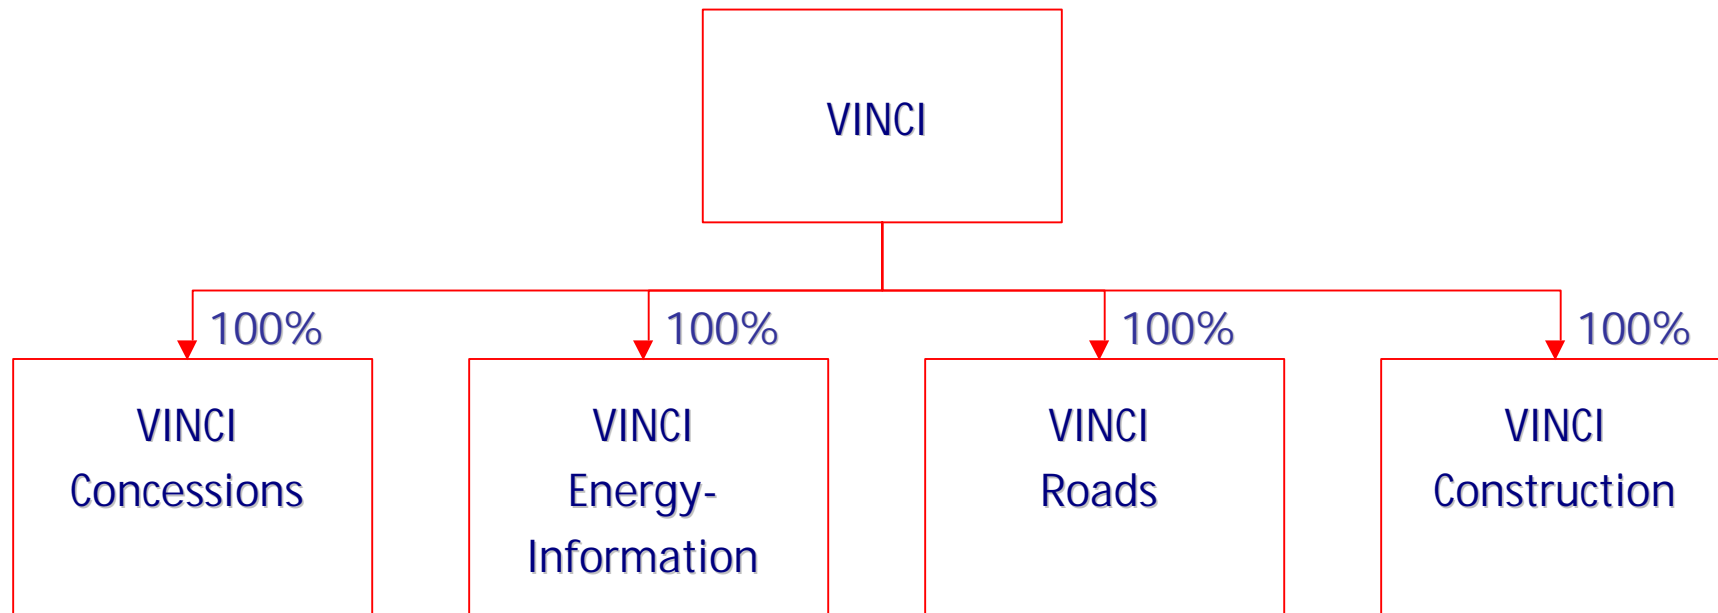 VINCI
100%
100%
100%
100%
VINCI
Concessions
VINCI
Energy-
Information
VINCI
Roads
VINCI
Construction